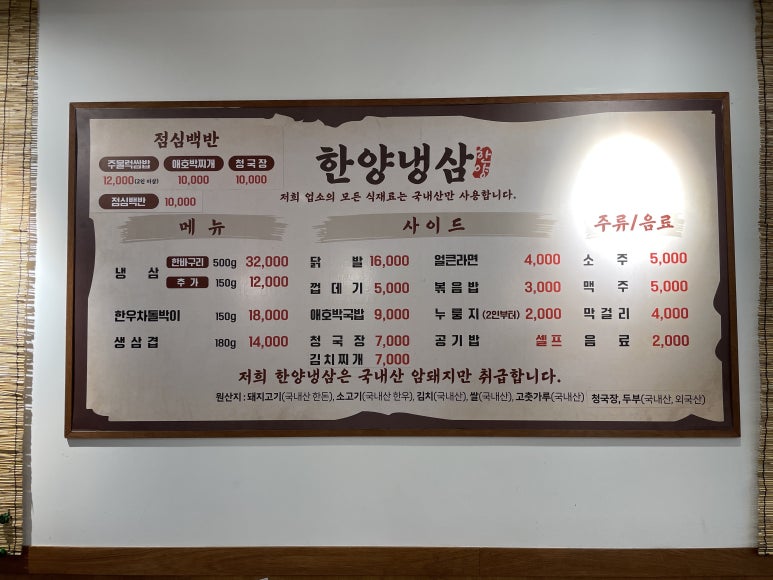 점심백반
주물럭쌈밥 애호박찌개 청국장
12,000(2인 이상) 10,000 10,000
점심백반 10,000
한양냉삼
한양
저희 업소의 모든 식재료는 국내산만 사용합니다.
메뉴
냉삼 한바구리 500g 32,000
추가 150g 12,000
한우차돌박이 150g 18,000
생삼겹 180g 14,000
사이드
닭발 16,000 얼큰라면 4,000
껍데기 5,000 볶음밥 3,000
애호박국밥 9,000 누룽지 (2인부터) 2,000
청국장 7,000 공기밥 셀프
김치찌개 7,000
주류/음료
소주 5,000
맥주 5,000
막걸리 4,000
음료 2,000
저희 한양냉삼은 국내산 암돼지만 취급합니다.
원산지 : 돼지고기(국내산 한돈), 소고기(국내산 한우), 김치(국내산), 쌀(국내산), 고춧가루(국내산) 청국장, 두부(국내산, 외국산)